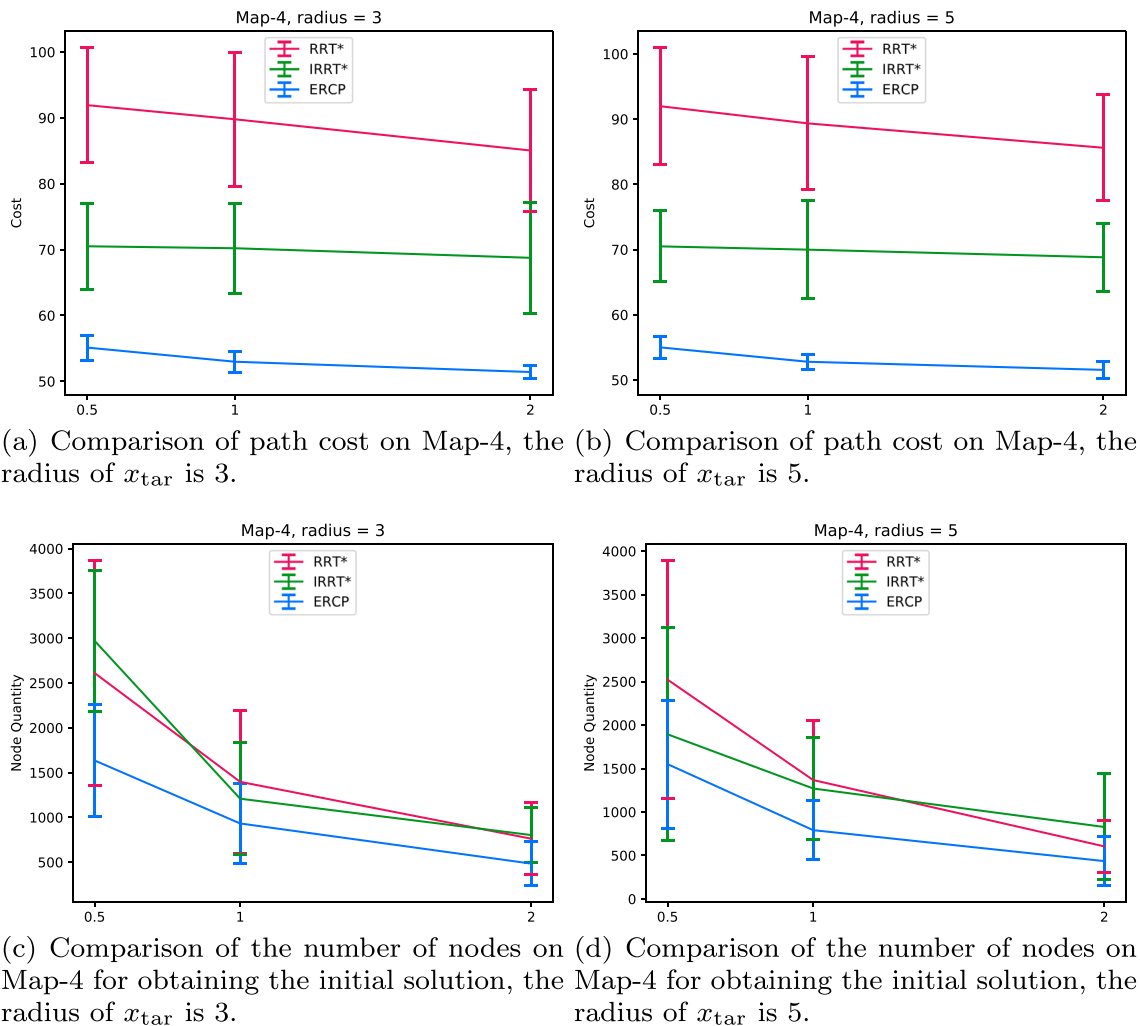 Map-4, radius = 3
RRT*
IRRT*
ERCP
Cost
100
90
80
70
60
50
0.5 1 2
(a) Comparison of path cost on Map-4, the
radius of x_tar is 3.
Map-4, radius = 5
RRT*
IRRT*
ERCP
Cost
100
90
80
70
60
50
0.5 1 2
(b) Comparison of path cost on Map-4, the
radius of x_tar is 5.
Map-4, radius = 3
RRT*
IRRT*
ERCP
Node Quantity
4000
3500
3000
2500
2000
1500
1000
500
0.5 1 2
(c) Comparison of the number of nodes on
Map-4 for obtaining the initial solution, the
radius of x_tar is 3.
Map-4, radius = 5
RRT*
IRRT*
ERCP
Node Quantity
4000
3500
3000
2500
2000
1500
1000
500
0
0.5 1 2
(d) Comparison of the number of nodes on
Map-4 for obtaining the initial solution, the
radius of x_tar is 5.